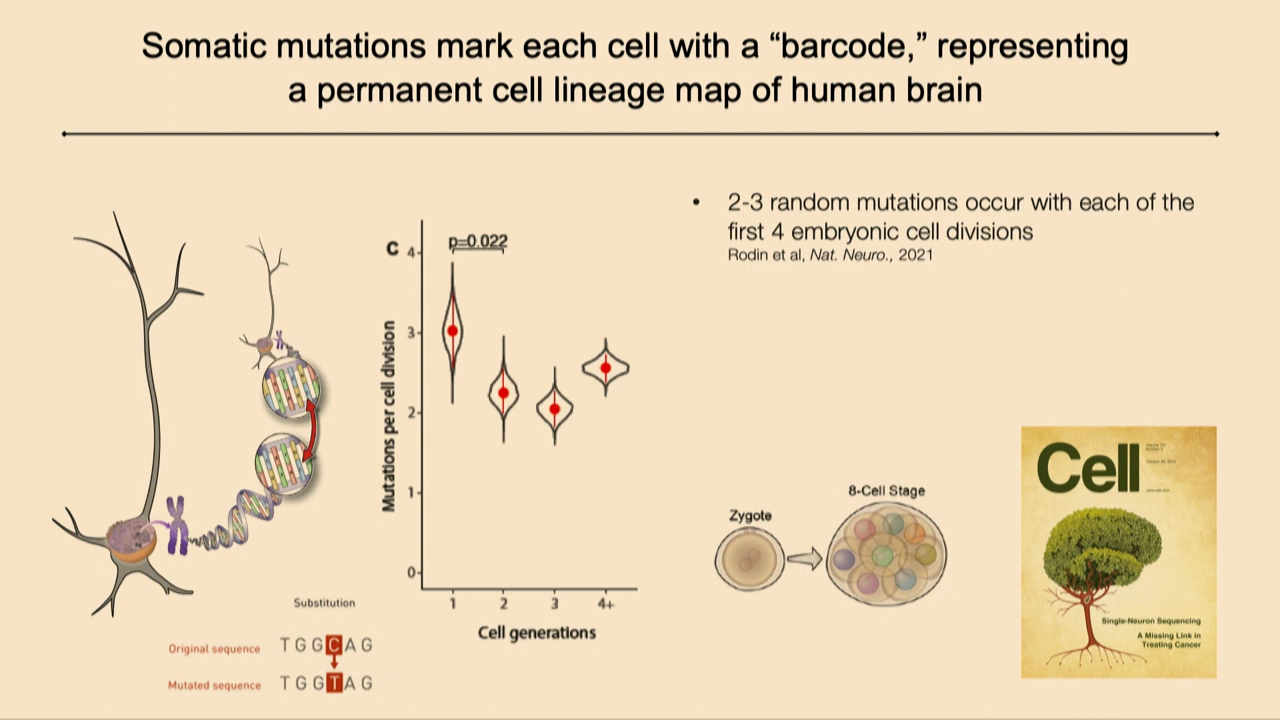 Somatic mutations mark each cell with a “barcode,” representing
a permanent cell lineage map of human brain
• 2-3 random mutations occur with each of the
first 4 embryonic cell divisions
Rodin et al, Nat. Neuro., 2021
C
p=0.022
4
3
2
1
0
Mutations per cell division
1 2 3 4+
Cell generations
Substitution
Original sequence TGGCAG
Mutated sequence TGGTAG
Zygote
8-Cell Stage
Cell
Single-Neuron Sequencing
A Missing Link in
Treating Cancer